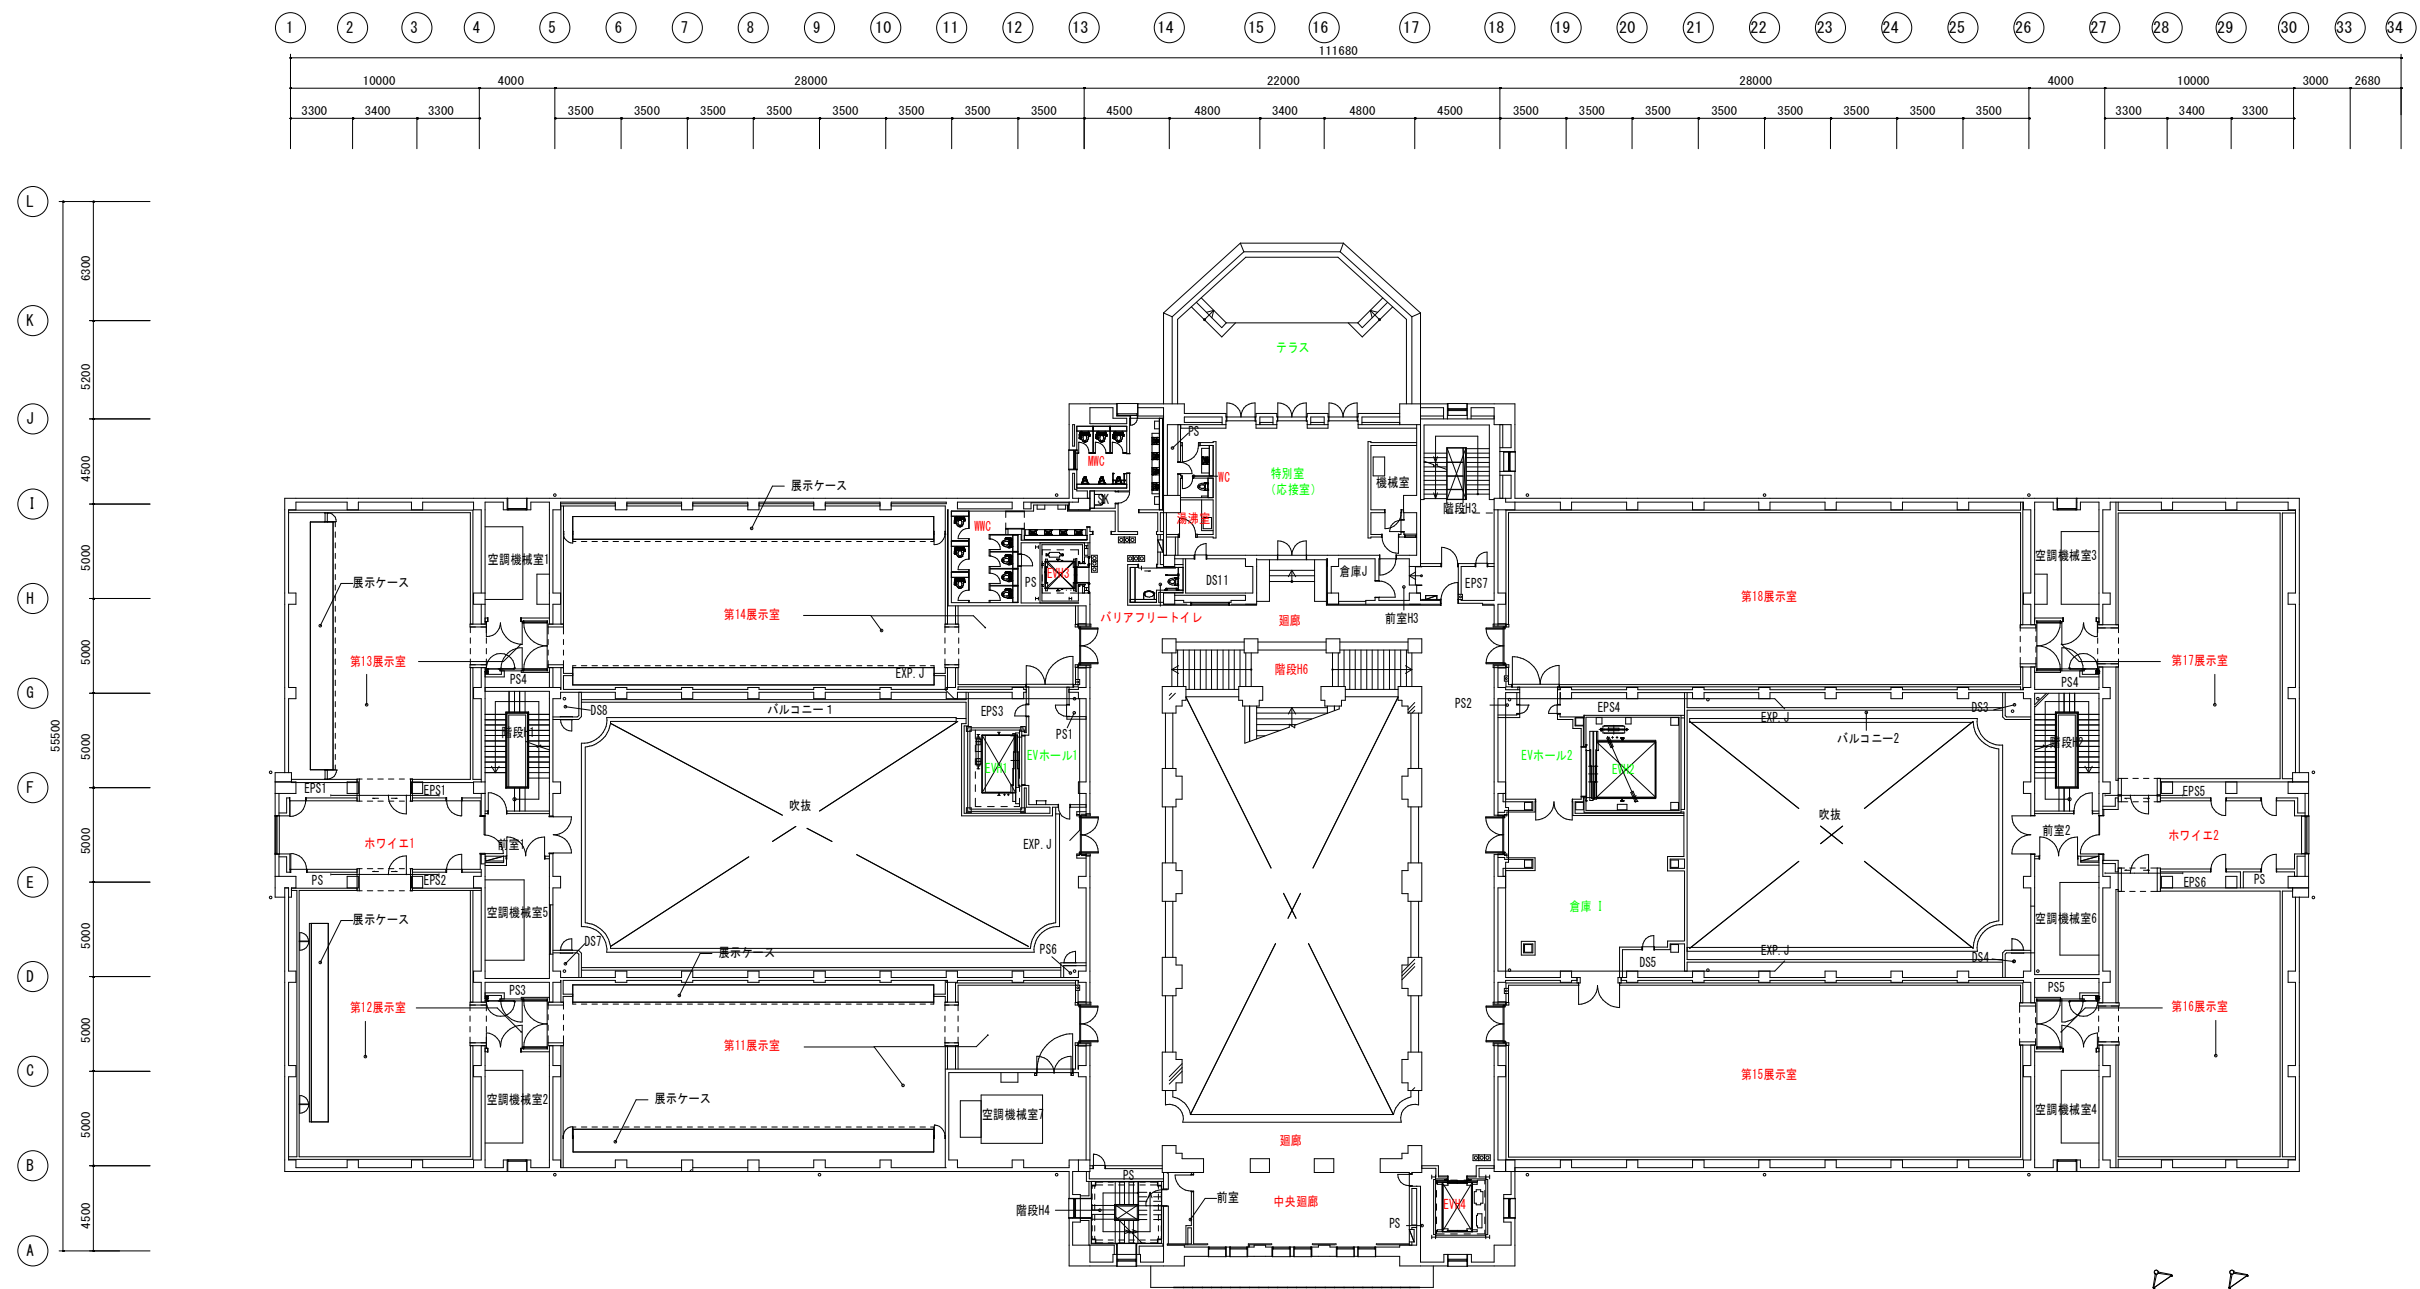 1 2 3 4 5 6 7 8 9 10 11 12 13 14 15 16 17 18 19 20 21 22 23 24 25 26 27 28 29 30 33 34
111680
10000 4000 28000 22000 28000 4000 10000 3000 2680
3300 3400 3300 3500 3500 3500 3500 3500 3500 3500 3500 4500 4800 3400 4800 4500 3500 3500 3500 3500 3500 3500 3500 3500 3300 3400 3300
L
6300
K
テラス
5200
J
PS
MWC
4500
WC
特別室
(応接室)
機械室
展示ケース
SK
I
階段H3
湯沸室
WWC
5000
空調機械室1
空調機械室3
展示ケース
PS
EVH3
DS11
倉庫J
EPS7
H
第18展示室
第14展示室
バリアフリートイレ
廻廊
前室H3
5000
第13展示室
第17展示室
階段H6
EXP.J
PS4
PS4
G
DS8
バルコニー1
EPS3
PS2
EPS4
DS3
EXP.J
55500
5000
階段H1
PS1
バルコニー2
階段H2
EVホール1
EVホール2
EVH1
EVH2
F
EPS1
EPS1
EPS5
吹抜
吹抜
5000
ホワイエ1
前室1
EXP.J
前室2
ホワイエ2
E
PS
EPS2
EPS6
PS
展示ケース
空調機械室5
倉庫 1
空調機械室6
5000
DS7
展示ケース
PS6
EXP.J
DS5
DS4
D
PS3
PS5
第12展示室
第16展示室
5000
第11展示室
C
第15展示室
展示ケース
空調機械室2
空調機械室7
空調機械室4
5000
廻廊
B
PS
前室
中央廻廊
EVH4
4500
階段H4
PS
A